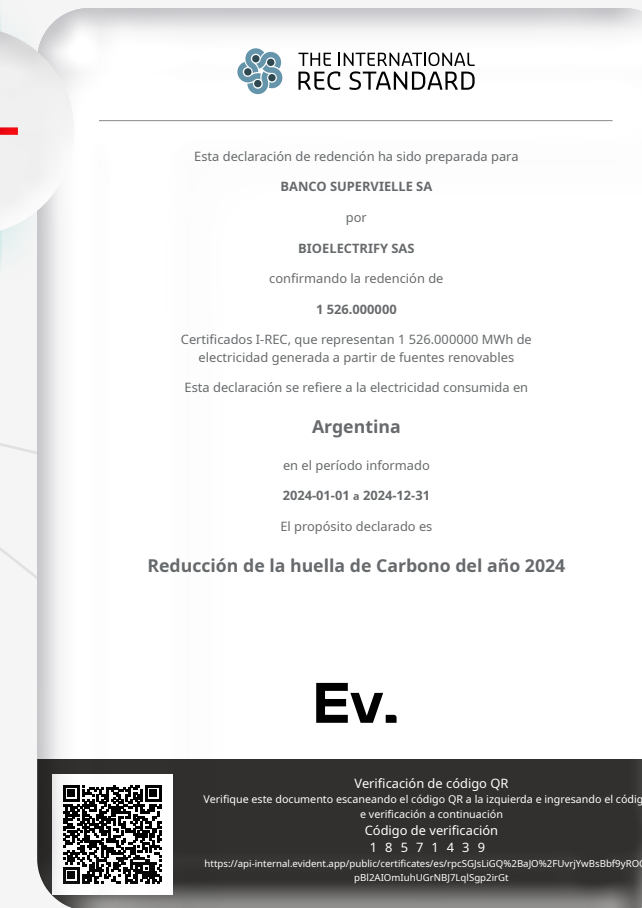 THE INTERNATIONAL
REC STANDARD
Esta declaración de redención ha sido preparada para
BANCO SUPERVIELLE SA
por
BIOELECTRIFY SAS
confirmando la redención de
1 526.000000
Certificados I-REC, que representan 1 526.000000 MWh de
electricidad generada a partir de fuentes renovables
Esta declaración se refiere a la electricidad consumida en
Argentina
en el período informado
2024-01-01 a 2024-12-31
El propósito declarado es
Reducción de la huella de Carbono del año 2024
Ev.
Verificación de código QR
Verifique este documento escaneando el código QR a la izquierda e ingresando el códig
e verificación a continuación
Código de verificación
1 8 5 7 1 4 3 9
https://api-internal.evident.app/public/certificates/es/rpcSGJsLiGQ%2BaJO%2FUvrjYwBsBbf9yRO
pBl2AIOmIuhUGrNBJ7LqlSgp2irGt